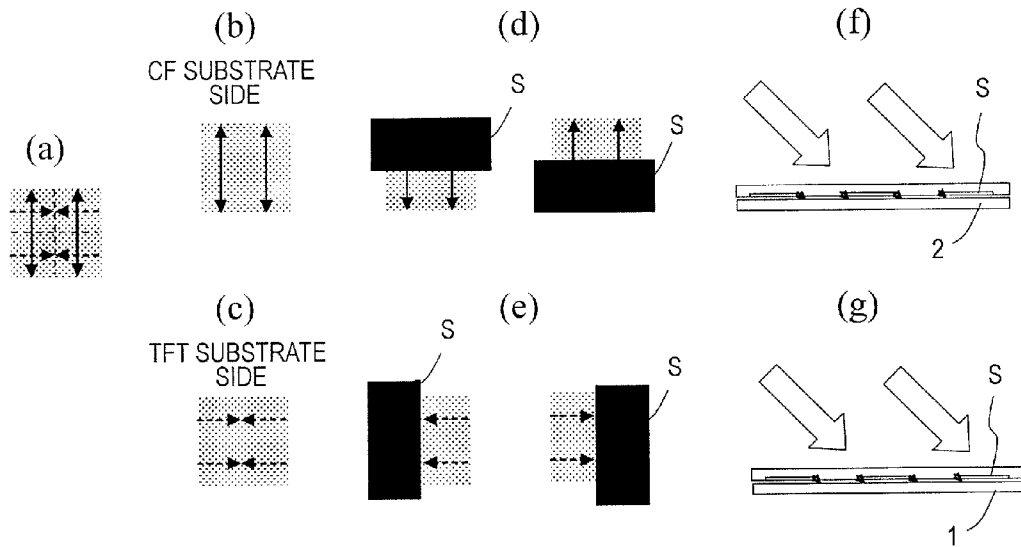 (a)
(b)
CF SUBSTRATE
SIDE
(c)
TFT SUBSTRATE
SIDE
(d)
S
S
(e)
S
S
(f)
S
2
(g)
S
1